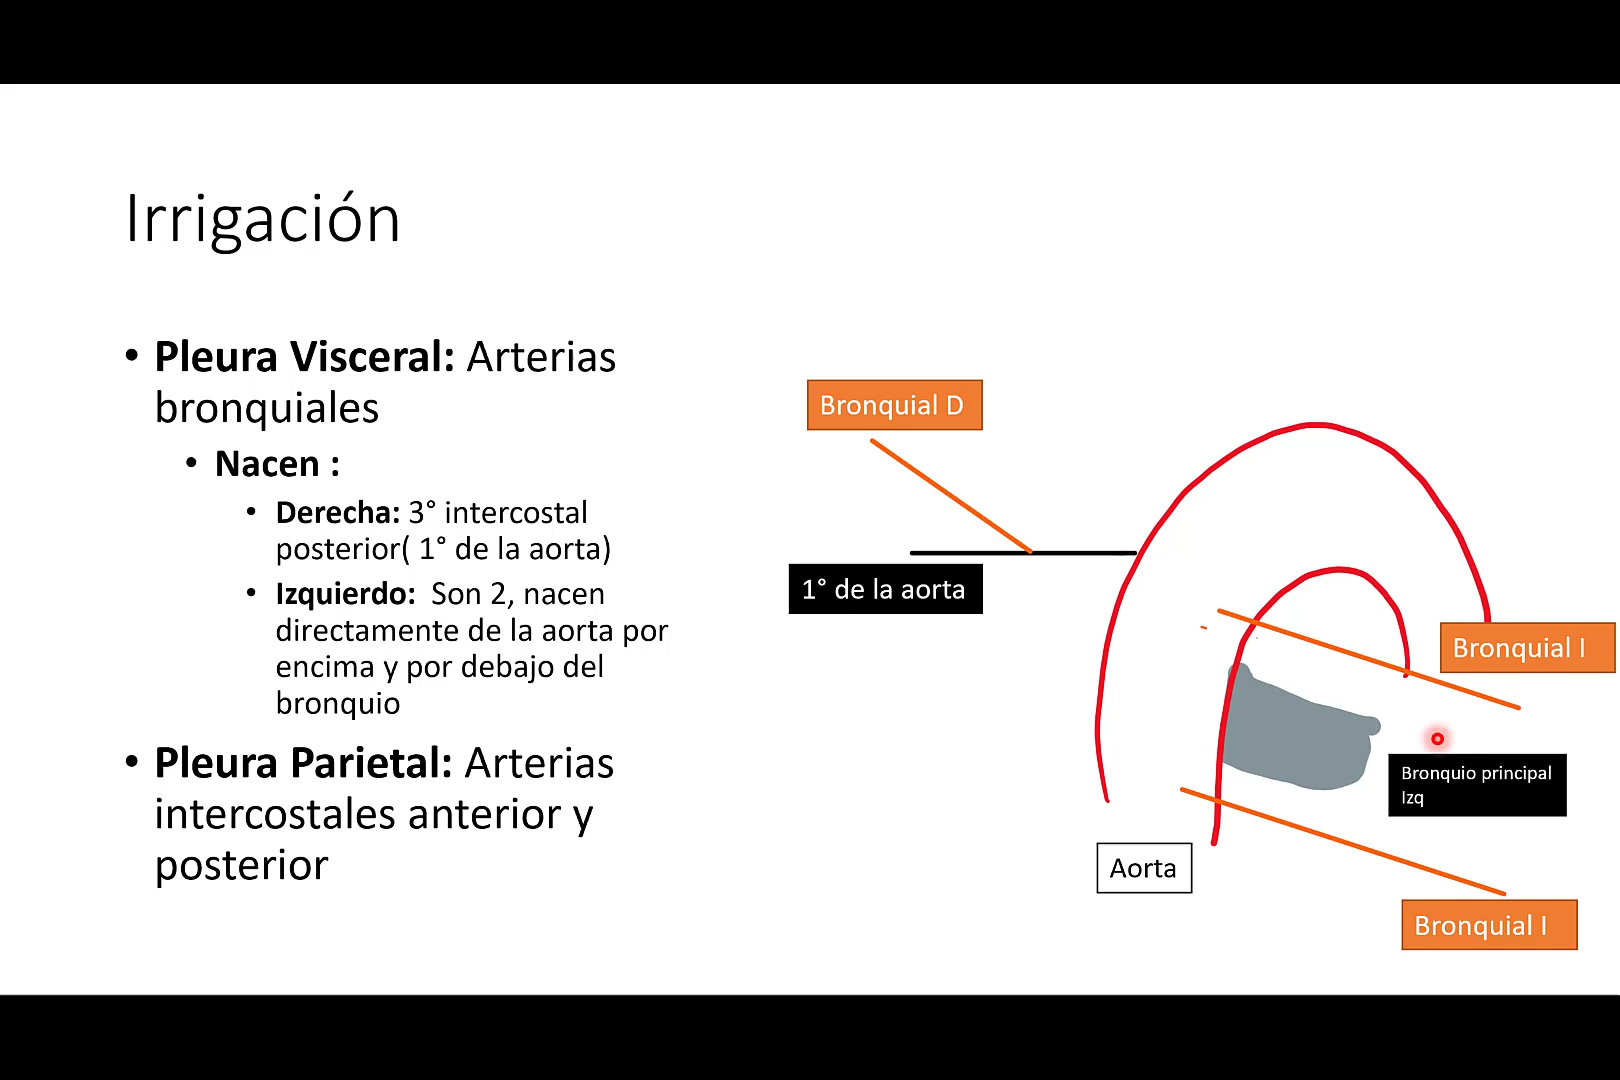 Irrigación
• Pleura Visceral: Arterias
bronquiales
• Nacen :
• Derecha: 3° intercostal
posterior( 1° de la aorta)
• Izquierdo: Son 2, nacen
directamente de la aorta por
encima y por debajo del
bronquio
• Pleura Parietal: Arterias
intercostales anterior y
posterior
Bronquial D
1° de la aorta
Bronquial I
Bronquio principal
Izq
Aorta
Bronquial I